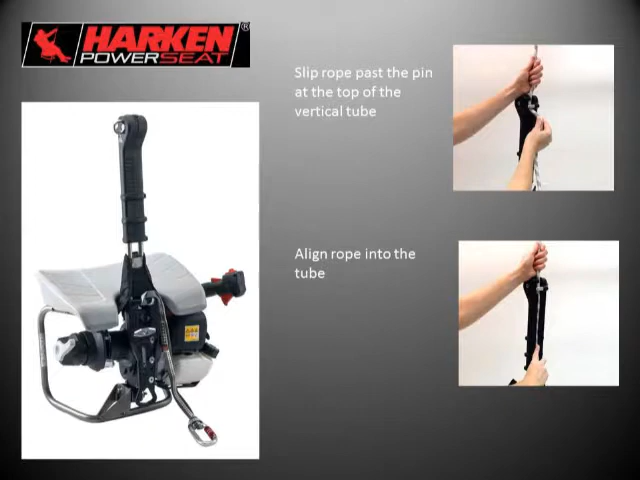 HARKEN®
POWERSEAT
Slip rope past the pin
at the top of the
vertical tube
Align rope into the
tube